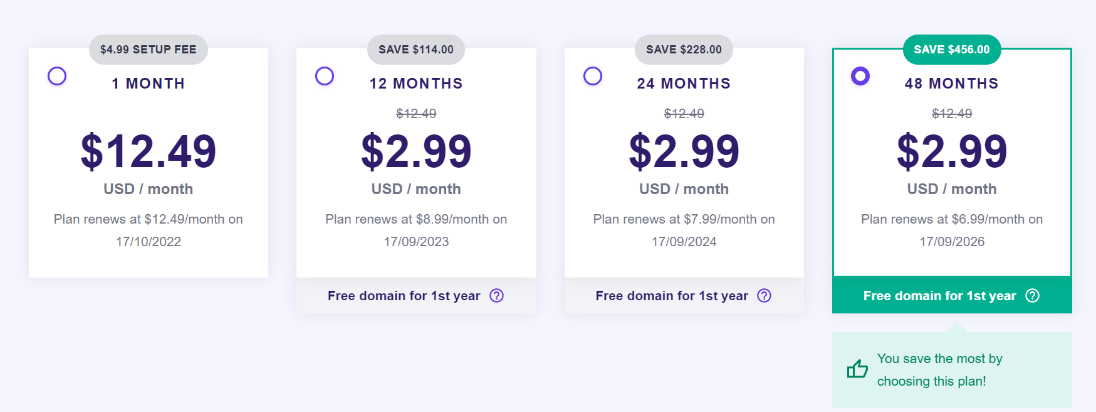 $4.99 SETUP FEE
1 MONTH
$12.49
USD / month
Plan renews at $12.49/month on
17/10/2022
SAVE $114.00
12 MONTHS
$12.49
$2.99
USD / month
Plan renews at $8.99/month on
17/09/2023
Free domain for 1st year ?
SAVE $228.00
24 MONTHS
$12.49
$2.99
USD / month
Plan renews at $7.99/month on
17/09/2024
Free domain for 1st year ?
SAVE $456.00
48 MONTHS
$12.49
$2.99
USD / month
Plan renews at $6.99/month on
17/09/2026
Free domain for 1st year ?
You save the most by
choosing this plan!